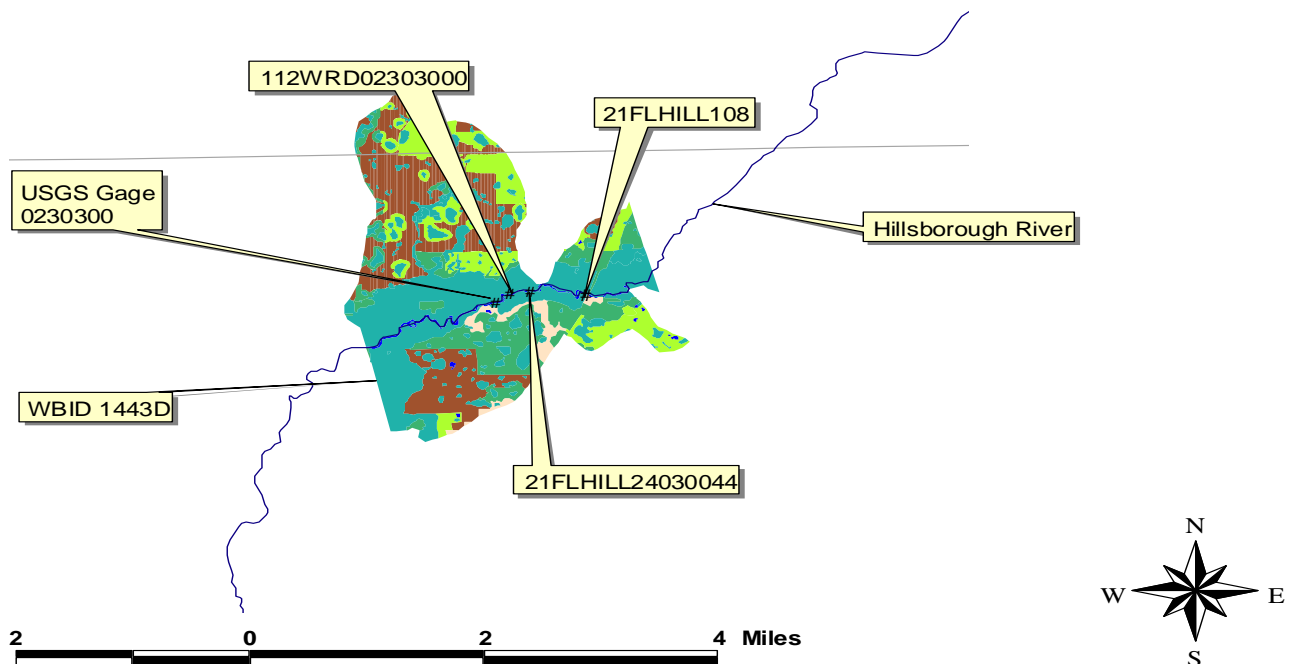 112WRD02303000
21FLHILL108
USGS Gage
0230300
Hillsborough River
WBID 1443D
21FLHILL24030044
N
W E
S
2 0 2 4 Miles